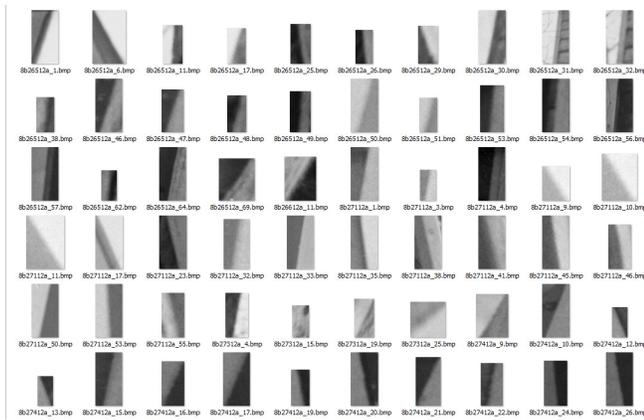 8b26512a_1.bmp 8b26512a_6.bmp 8b26512a_11.bmp 8b26512a_17.bmp 8b26512a_25.bmp 8b26512a_26.bmp 8b26512a_29.bmp 8b26512a_30.bmp 8b26512a_31.bmp 8b26512a_32.bmp
8b26512a_38.bmp 8b26512a_46.bmp 8b26512a_47.bmp 8b26512a_48.bmp 8b26512a_49.bmp 8b26512a_50.bmp 8b26512a_51.bmp 8b26512a_53.bmp 8b26512a_54.bmp 8b26512a_56.bmp
8b26512a_57.bmp 8b26512a_62.bmp 8b26512a_64.bmp 8b26512a_69.bmp 8b26612a_11.bmp 8b27112a_1.bmp 8b27112a_3.bmp 8b27112a_4.bmp 8b27112a_9.bmp 8b27112a_10.bmp
8b27112a_11.bmp 8b27112a_17.bmp 8b27112a_23.bmp 8b27112a_32.bmp 8b27112a_33.bmp 8b27112a_35.bmp 8b27112a_38.bmp 8b27112a_41.bmp 8b27112a_45.bmp 8b27112a_46.bmp
8b27112a_50.bmp 8b27112a_53.bmp 8b27112a_55.bmp 8b27312a_4.bmp 8b27312a_15.bmp 8b27312a_19.bmp 8b27312a_25.bmp 8b27412a_9.bmp 8b27412a_10.bmp 8b27412a_12.bmp
8b27412a_13.bmp 8b27412a_15.bmp 8b27412a_16.bmp 8b27412a_17.bmp 8b27412a_19.bmp 8b27412a_20.bmp 8b27412a_21.bmp 8b27412a_22.bmp 8b27412a_24.bmp 8b27412a_26.bmp